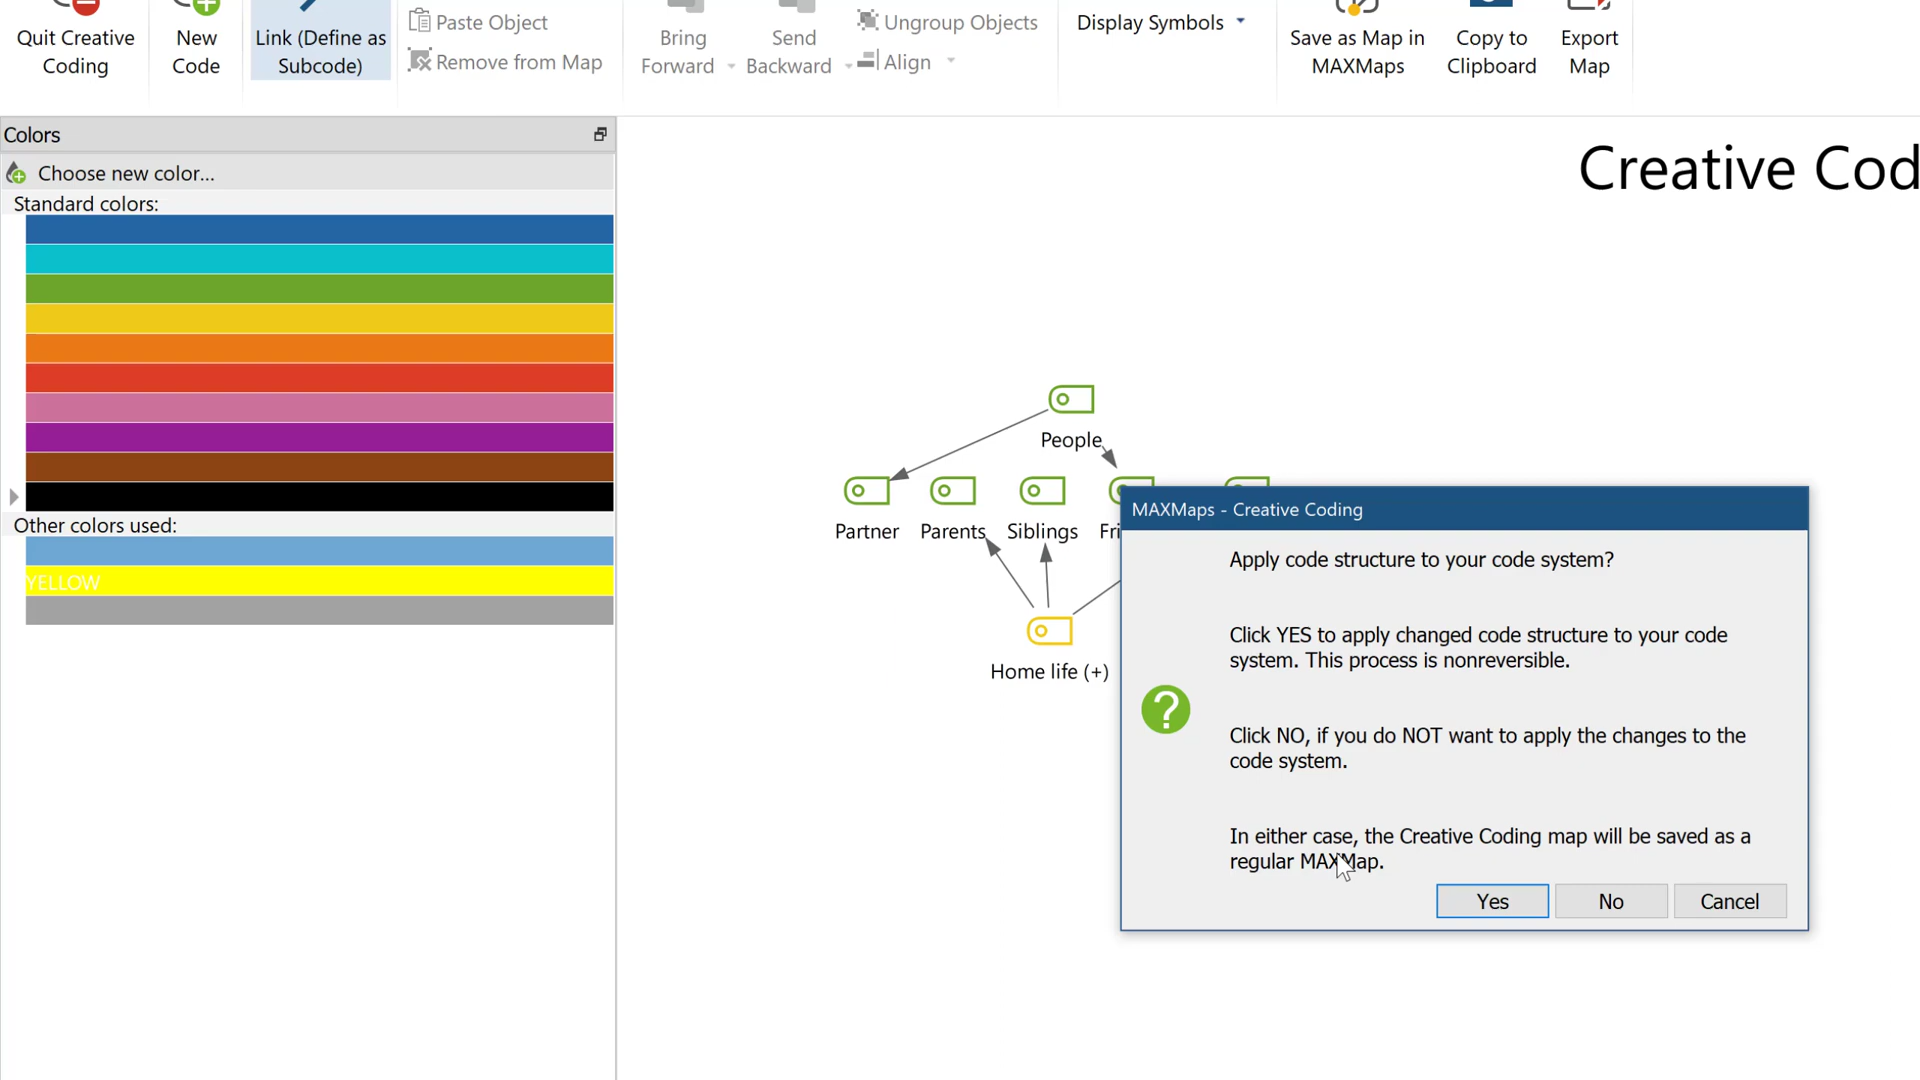 Quit Creative
Coding
New
Code
Link (Define as
Subcode)
Paste Object
Remove from Map
Bring
Forward
Send
Backward
Ungroup Objects
Align
Display Symbols
Save as Map in
MAXMaps
Copy to
Clipboard
Export
Map
Colors
Choose new color...
Standard colors:
Other colors used:
YELLOW
Creative Cod
People
Partner
Parents
Siblings
Fri
Home life (+)
MAXMaps - Creative Coding
Apply code structure to your code system?
Click YES to apply changed code structure to your code
system. This process is nonreversible.
Click NO, if you do NOT want to apply the changes to the
code system.
In either case, the Creative Coding map will be saved as a
regular MAXMap.
Yes
No
Cancel